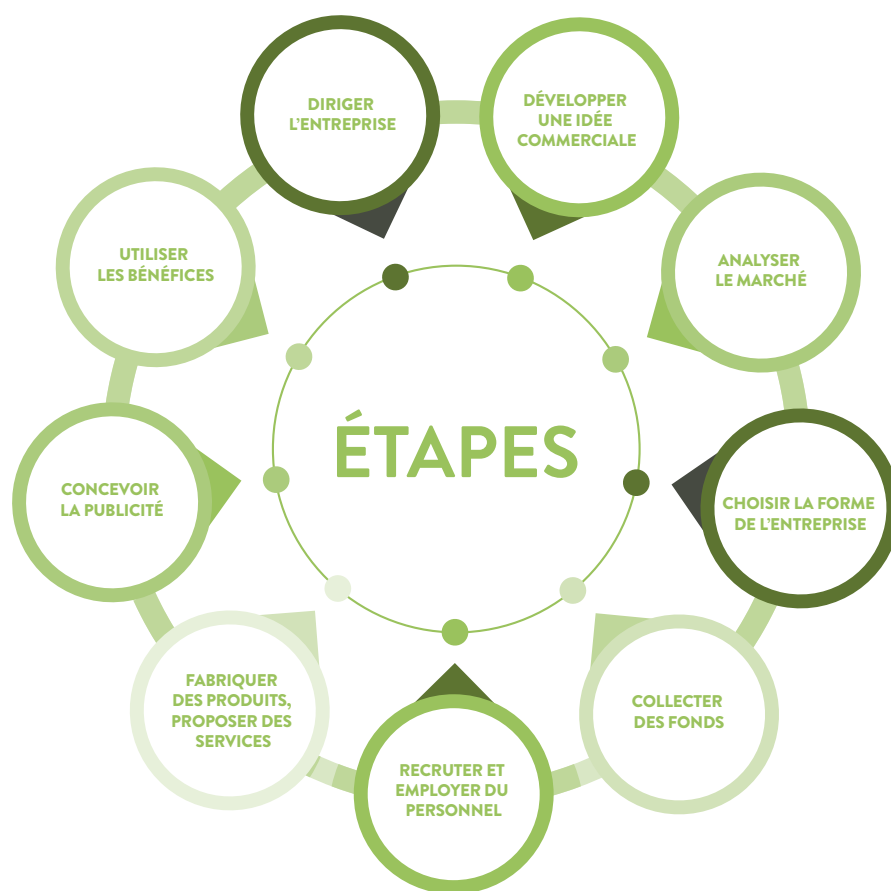 ÉTAPES
DÉVELOPPER
UNE IDÉE
COMMERCIALE
ANALYSER
LE MARCHÉ
CHOISIR LA FORME
DE L'ENTREPRISE
COLLECTER
DES FONDS
RECRUTER ET
EMPLOYER DU
PERSONNEL
FABRIQUER
DES PRODUITS,
PROPOSER DES
SERVICES
CONCEVOIR
LA PUBLICITÉ
UTILISER
LES BÉNÉFICES
DIRIGER
L'ENTREPRISE